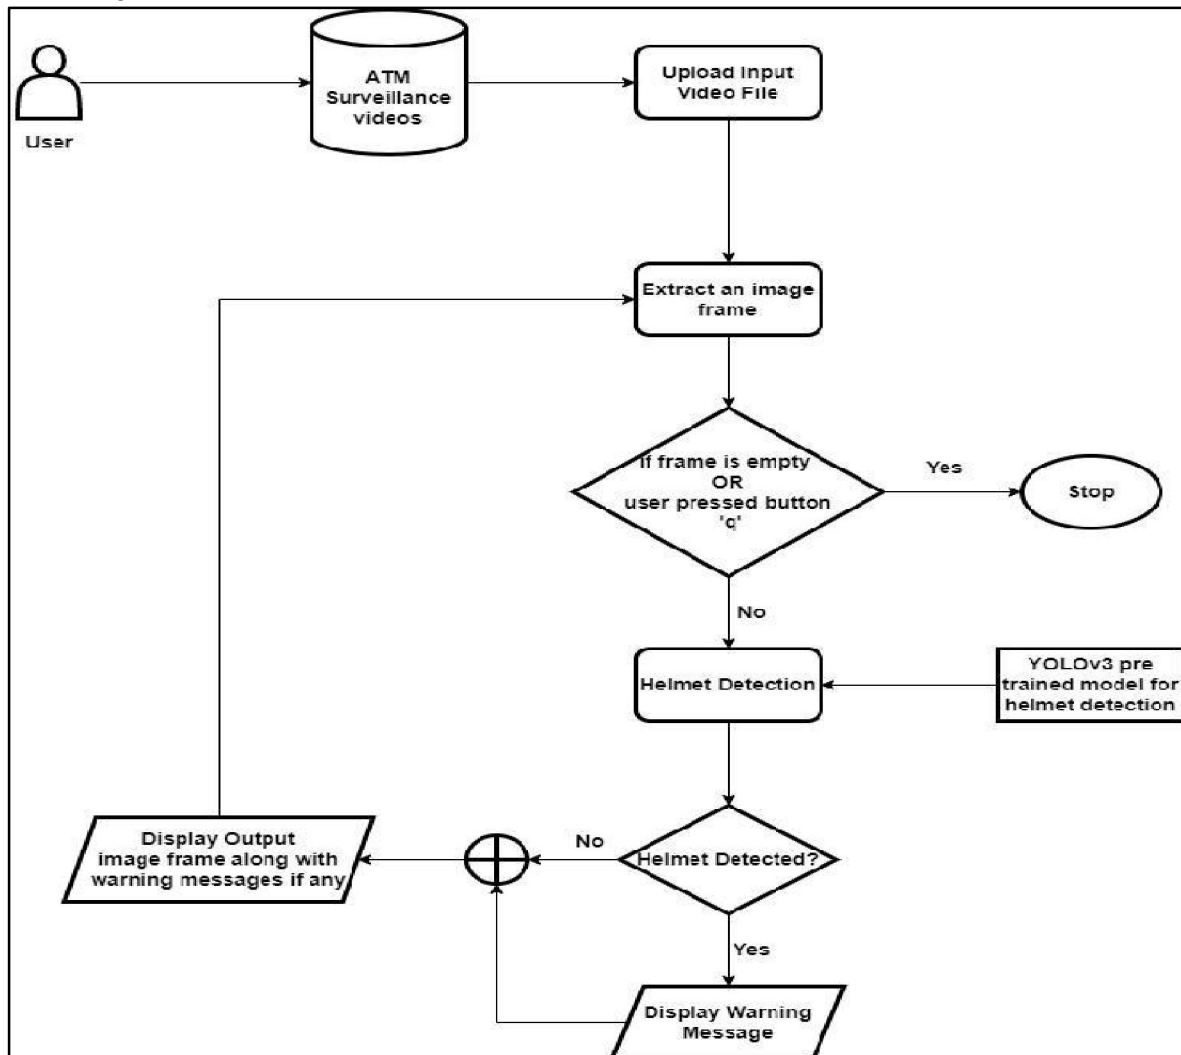 User
ATM
Surveillance
videos
Upload Input
Video File
Extract an image
frame
If frame is empty
OR
user pressed button
'q'
Yes
Stop
No
Helmet Detection
YOLOv3 pre
trained model for
helmet detection
Helmet Detected?
No
Display Output
image frame along with
warning messages if any
Yes
Display Warning
Message